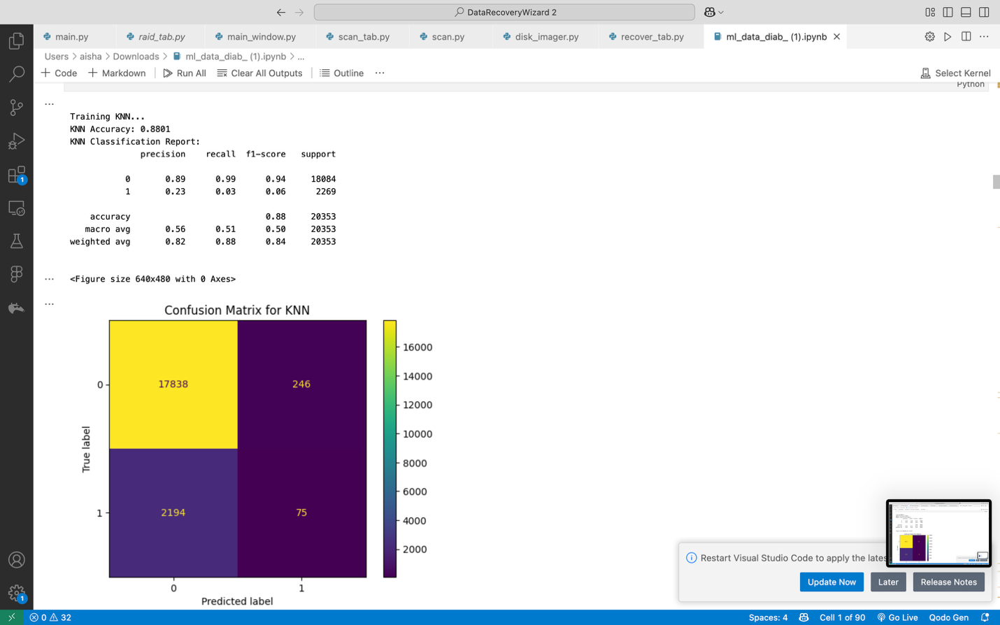 DataRecoveryWizard 2
main.py raid_tab.py main_window.py scan_tab.py scan.py disk_imager.py recover_tab.py ml_data_diab_ (1).ipynb
Users > aisha > Downloads > ml_data_diab_ (1).ipynb > ...
+ Code + Markdown Run All Clear All Outputs Outline ... Select Kernel
Python
...
Training KNN...
KNN Accuracy: 0.8801
KNN Classification Report:
precision recall f1-score support
0 0.89 0.99 0.94 18084
1 0.23 0.03 0.06 2269
accuracy 0.88 20353
macro avg 0.56 0.51 0.50 20353
weighted avg 0.82 0.88 0.84 20353
... <Figure size 640x480 with 0 Axes>
...
Confusion Matrix for KNN
16000
14000
12000
10000
8000
6000
4000
2000
True label
0
17838 246
1
2194 75
0 1
Predicted label
Restart Visual Studio Code to apply the lates
Update Now Later Release Notes
1
1
0 32 Spaces: 4 Cell 1 of 90 Go Live Qodo Gen